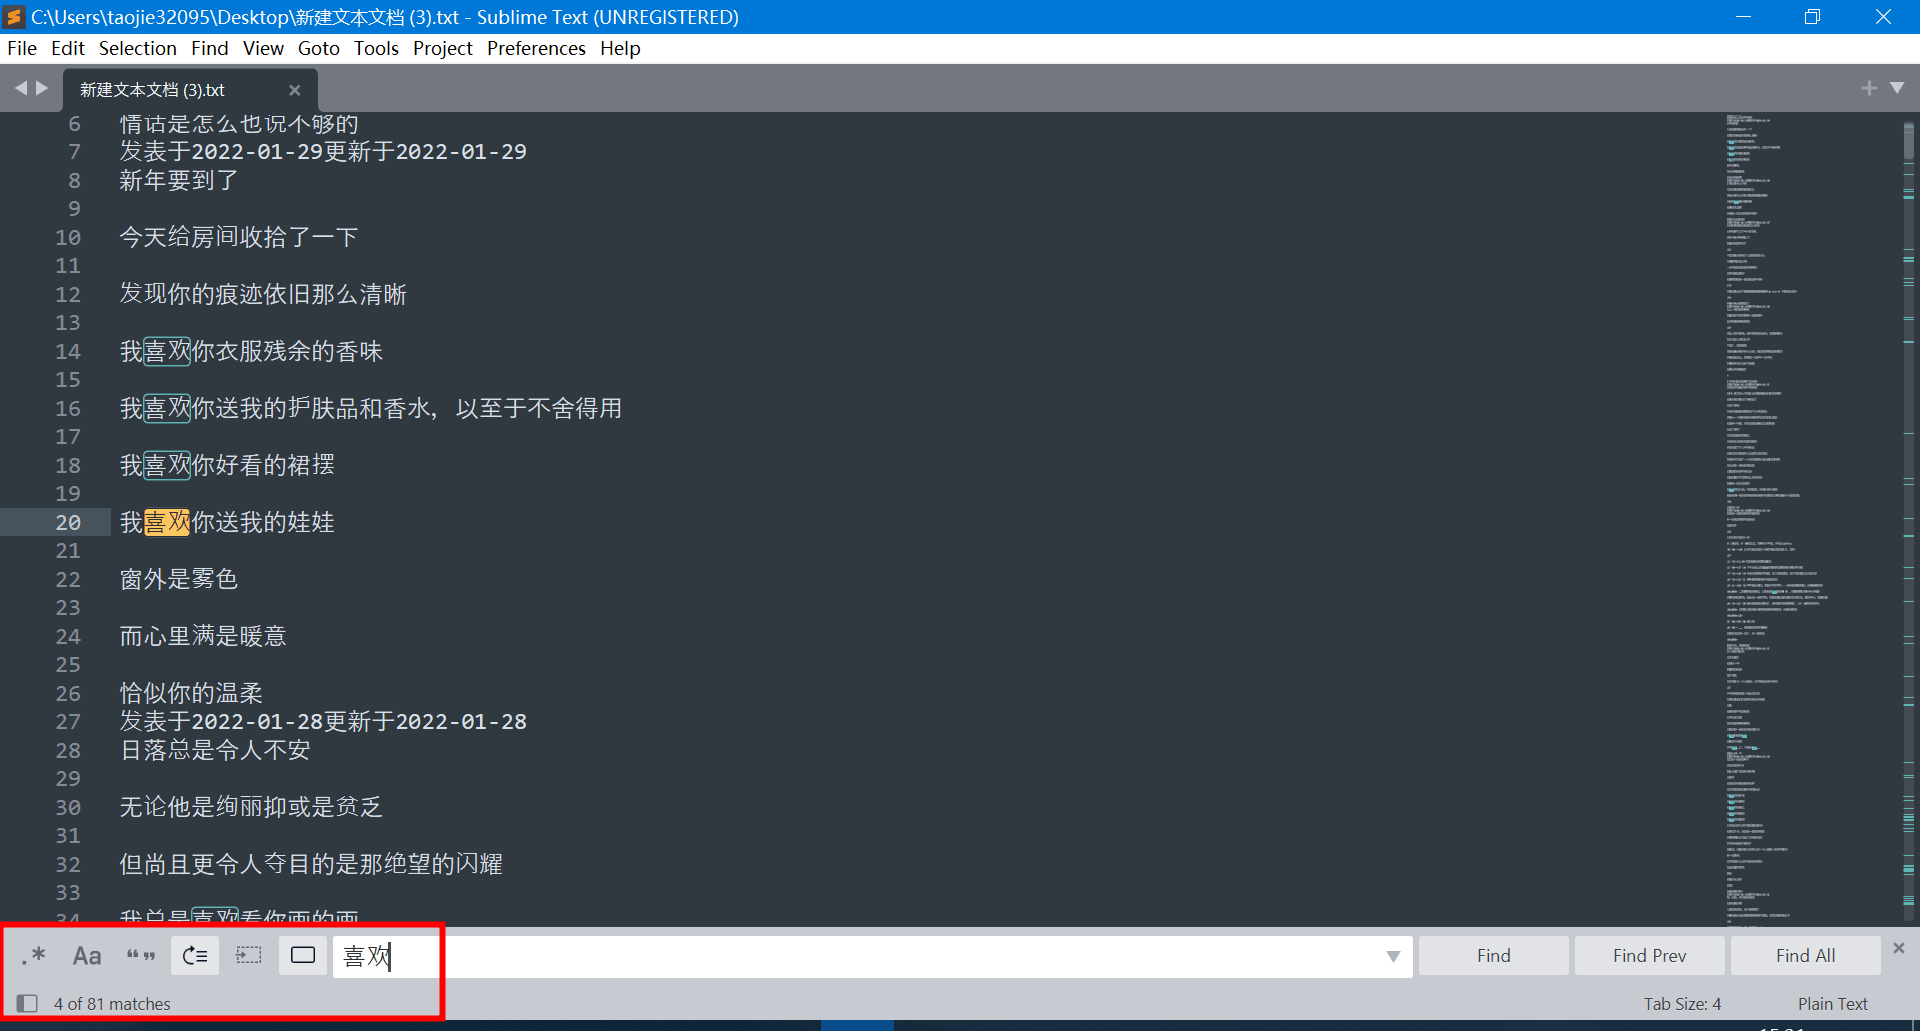 C:\Users\taojie32095\Desktop\新建文本文档 (3).txt - Sublime Text (UNREGISTERED)
File Edit Selection Find View Goto Tools Project Preferences Help
新建文本文档 (3).txt
6 情话是怎么也说不够的
7 发表于2022-01-29更新于2022-01-29
8 新年要到了
9
10 今天给房间收拾了一下
11
12 发现你的痕迹依旧那么清晰
13
14 我喜欢你衣服残余的香味
15
16 我喜欢你送我的护肤品和香水，以至于不舍得用
17
18 我喜欢你好看的裙摆
19
20 我喜欢你送我的娃娃
21
22 窗外是雾色
23
24 而心里满是暖意
25
26 恰似你的温柔
27 发表于2022-01-28更新于2022-01-28
28 日落总是令人不安
29
30 无论他是绚丽抑或是贫乏
31
32 但尚且更令人夺目的是那绝望的闪耀
33
34 我总是喜欢看你画的画
.* Aa “” 喜欢 Find Find Prev Find All
4 of 81 matches Tab Size: 4 Plain Text